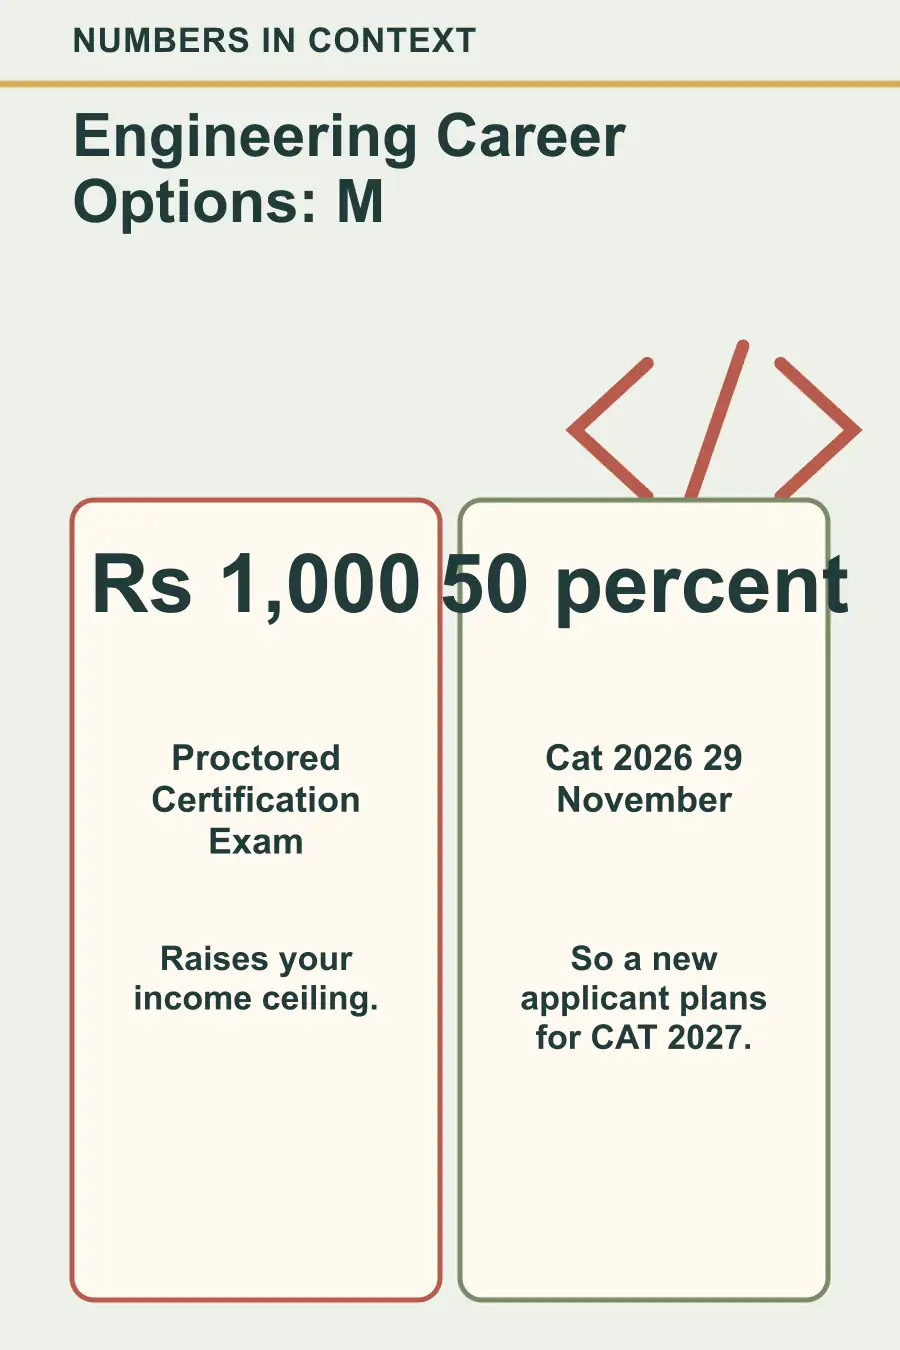 NUMBERS IN CONTEXT
Engineering Career
Options: M
Rs 1,000
Proctored
Certification
Exam
Raises your
income ceiling.
50 percent
Cat 2026 29
November
So a new
applicant plans
for CAT 2027.